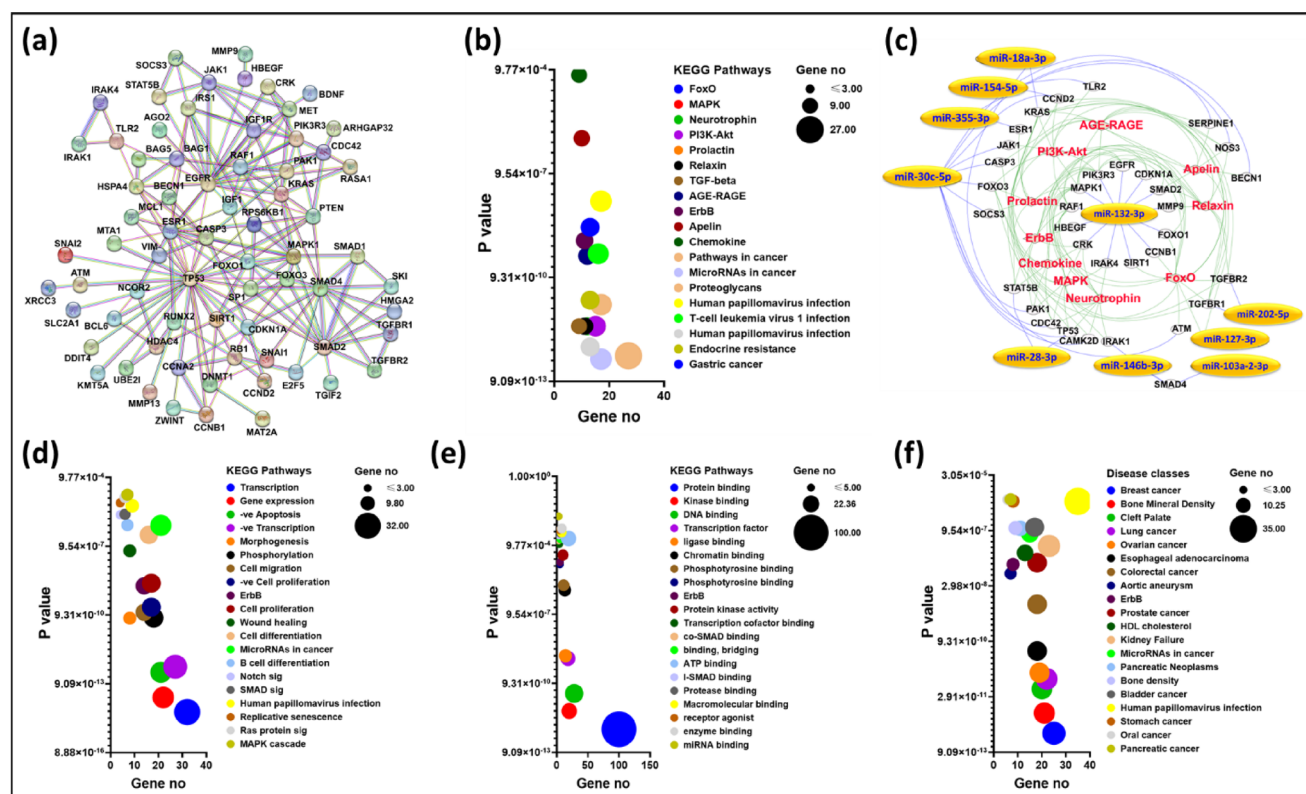 (a)
MMP9
SOCS3
JAK1
HBEGF
STAT5B
IRS1
CRK
MET
BDNF
IRAK4
AGO2
IGF1R
PIK3R3
ARHGAP32
TLR2
BAG5
BAG1
RAF1
CDC42
IRAK1
EGFR
PAK1
HSPA4
BECN1
KRAS
RASA1
MCL1
IGF1
PTEN
ESR1
RPS6KB1
CASP3
MTA1
SNAI2
VIM
MAPK1
SMAD1
ATM
FOXO1
FOXO3
TP53
SMAD4
SKI
XRCC3
NCOR2
SP1
HMGA2
SLC2A1
RUNX2
SIRT1
TGFBR1
BCL6
CDKN1A
HDAC4
RB1
SMAD2
DDIT4
SNAI1
TGFBR2
KMT5A
UBE2I
CCNA2
DNMT1
E2F5
MMP13
CCND2
TGIF2
ZWINT
CCNB1
MAT2A
(b)
9.77×10⁻⁴
9.54×10⁻⁷
9.31×10⁻¹⁰
9.09×10⁻¹³
P value
0
20
40
Gene no
KEGG Pathways
FoxO
MAPK
Neurotrophin
PI3K-Akt
Prolactin
Relaxin
TGF-beta
AGE-RAGE
ErbB
Apelin
Chemokine
Pathways in cancer
MicroRNAs in cancer
Proteoglycans
Human papillomavirus infection
T-cell leukemia virus 1 infection
Human papillomavirus infection
Endocrine resistance
Gastric cancer
Gene no
≤3.00
9.00
27.00
(c)
miR-18a-3p
miR-154-5p
TLR2
CCND2
miR-355-3p
KRAS
SERPINE1
AGE-RAGE
ESR1
NOS3
JAK1
PI3K-Akt
CASP3
EGFR
Apelin
miR-30c-5p
PIK3R3
CDKN1A
BECN1
FOXO3
MAPK1
SMAD2
Prolactin
RAF1
MMP9
Relaxin
SOCS3
miR-132-3p
HBEGF
FOXO1
ErbB
CRK
CCNB1
Chemokine
IRAK4
SIRT1
MAPK
FoxO
TGFBR2
STAT5B
Neurotrophin
PAK1
TGFBR1
CDC42
miR-202-5p
TP53
ATM
CAMK2D
IRAK1
miR-127-3p
miR-28-3p
miR-146b-3p
miR-103a-2-3p
SMAD4
(d)
9.77×10⁻⁴
9.54×10⁻⁷
9.31×10⁻¹⁰
9.09×10⁻¹³
8.88×10⁻¹⁶
P value
0
10
20
30
40
Gene no
KEGG Pathways
Transcription
Gene expression
-ve Apoptosis
-ve Transcription
Morphogenesis
Phosphorylation
Cell migration
-ve Cell proliferation
ErbB
Cell proliferation
Wound healing
Cell differentiation
MicroRNAs in cancer
B cell differentiation
Notch sig
SMAD sig
Human papillomavirus infection
Replicative senescence
Ras protein sig
MAPK cascade
Gene no
≤3.00
9.80
32.00
(e)
1.00×10⁰
9.77×10⁻⁴
9.54×10⁻⁷
9.31×10⁻¹⁰
9.09×10⁻¹³
P value
0
50
100
150
Gene no
KEGG Pathways
Protein binding
Kinase binding
DNA binding
Transcription factor
ligase binding
Chromatin binding
Phosphotyrosine binding
Phosphotyrosine binding
ErbB
Protein kinase activity
Transcription cofactor binding
co-SMAD binding
binding, bridging
ATP binding
I-SMAD binding
Protease binding
Macromolecular binding
receptor agonist
enzyme binding
miRNA binding
Gene no
≤5.00
22.36
100.00
(f)
3.05×10⁻⁵
9.54×10⁻⁷
2.98×10⁻⁸
9.31×10⁻¹⁰
2.91×10⁻¹¹
9.09×10⁻¹³
P value
0
10
20
30
40
Gene no
Disease classes
Breast cancer
Bone Mineral Density
Cleft Palate
Lung cancer
Ovarian cancer
Esophageal adenocarcinoma
Colorectal cancer
Aortic aneurysm
ErbB
Prostate cancer
HDL cholesterol
Kidney Failure
MicroRNAs in cancer
Pancreatic Neoplasms
Bone density
Bladder cancer
Human papillomavirus infection
Stomach cancer
Oral cancer
Pancreatic cancer
Gene no
≤3.00
10.25
35.00